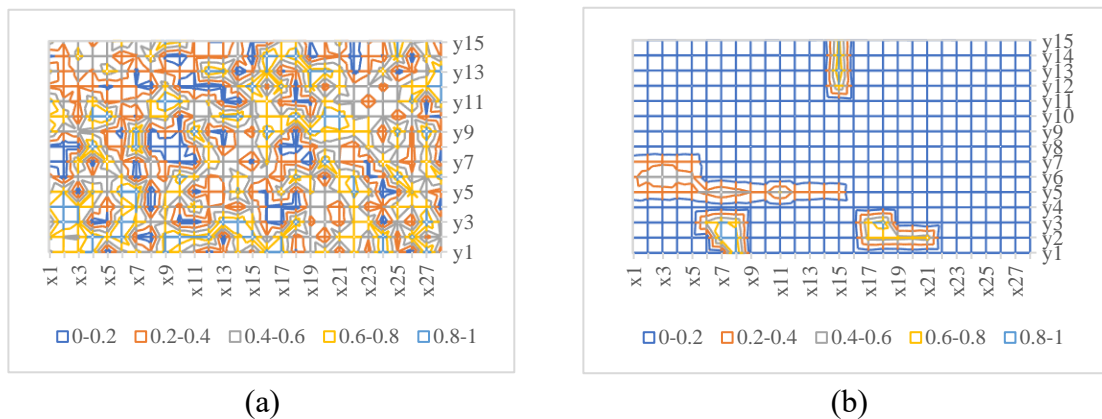 y15
y13
y11
y9
y7
y5
y3
y1
x1 x3 x5 x7 x9 x11 x13 x15 x17 x19 x21 x23 x25 x27
0-0.2 0.2-0.4 0.4-0.6 0.6-0.8 0.8-1
(a)
y15
y14
y13
y12
y11
y10
y9
y8
y7
y6
y5
y4
y3
y2
y1
x1 x3 x5 x7 x9 x11 x13 x15 x17 x19 x21 x23 x25 x27
0-0.2 0.2-0.4 0.4-0.6 0.6-0.8 0.8-1
(b)